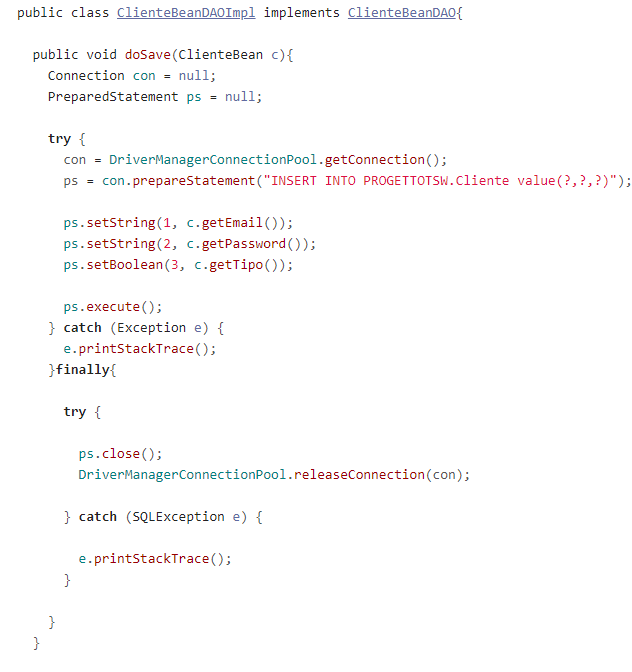 public class ClienteBeanDAOImpl implements ClienteBeanDAO{
public void doSave(ClienteBean c){
Connection con = null;
PreparedStatement ps = null;
try {
con = DriverManagerConnectionPool.getConnection();
ps = con.prepareStatement("INSERT INTO PROGETTOTSW.Cliente value(?,?,?)");
ps.setString(1, c.getEmail());
ps.setString(2, c.getPassword());
ps.setBoolean(3, c.getTipo());
ps.execute();
} catch (Exception e) {
e.printStackTrace();
}finally{
try {
ps.close();
DriverManagerConnectionPool.releaseConnection(con);
} catch (SQLException e) {
e.printStackTrace();
}
}
}